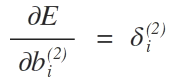 ∂E/∂b_i^(2) = δ_i^(2)